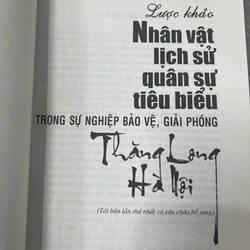 Lược khảo
Nhân vật
lịch sử
quân sự
tiêu biểu
TRONG SỰ NGHIỆP BẢO VỆ, GIẢI PHÓNG
Thăng Long
Hà Nội
(Tái bản lần thứ nhất có sửa chữa, bổ sung)